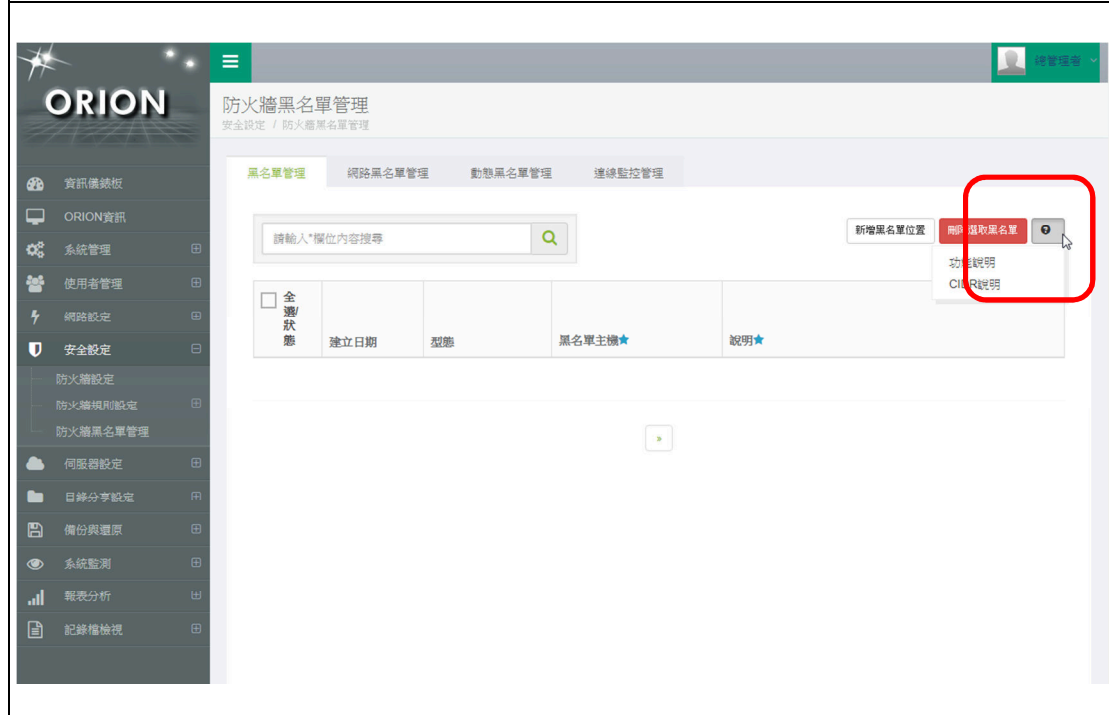 ORION
總管理者
防火牆黑名單管理
安全設定 / 防火牆黑名單管理
黑名單管理
網路黑名單管理
動態黑名單管理
連線監控管理
請輸入*欄位內容搜尋
新增黑名單位置
刪除選取黑名單
功能說明
CIDR說明
全選/狀態
建立日期
型態
黑名單主機★
說明★
»
資訊儀錶板
ORION資訊
系統管理
使用者管理
網路設定
安全設定
防火牆設定
防火牆規則設定
防火牆黑名單管理
伺服器設定
目錄分享設定
備份與還原
系統監測
報表分析
記錄檔檢視